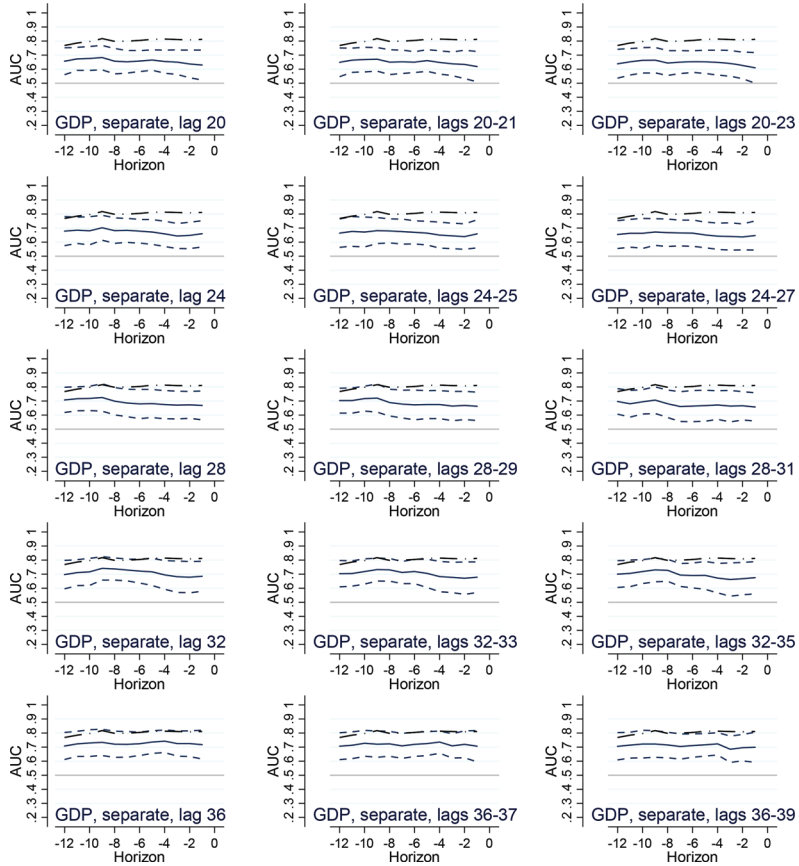 AUC
.2 .3 .4 .5 .6 .7 .8 .9 1
GDP, separate, lag 20
-12 -10 -8 -6 -4 -2 0
Horizon
AUC
.2 .3 .4 .5 .6 .7 .8 .9 1
GDP, separate, lags 20-21
-12 -10 -8 -6 -4 -2 0
Horizon
AUC
.2 .3 .4 .5 .6 .7 .8 .9 1
GDP, separate, lags 20-23
-12 -10 -8 -6 -4 -2 0
Horizon
AUC
.2 .3 .4 .5 .6 .7 .8 .9 1
GDP, separate, lag 24
-12 -10 -8 -6 -4 -2 0
Horizon
AUC
.2 .3 .4 .5 .6 .7 .8 .9 1
GDP, separate, lags 24-25
-12 -10 -8 -6 -4 -2 0
Horizon
AUC
.2 .3 .4 .5 .6 .7 .8 .9 1
GDP, separate, lags 24-27
-12 -10 -8 -6 -4 -2 0
Horizon
AUC
.2 .3 .4 .5 .6 .7 .8 .9 1
GDP, separate, lag 28
-12 -10 -8 -6 -4 -2 0
Horizon
AUC
.2 .3 .4 .5 .6 .7 .8 .9 1
GDP, separate, lags 28-29
-12 -10 -8 -6 -4 -2 0
Horizon
AUC
.2 .3 .4 .5 .6 .7 .8 .9 1
GDP, separate, lags 28-31
-12 -10 -8 -6 -4 -2 0
Horizon
AUC
.2 .3 .4 .5 .6 .7 .8 .9 1
GDP, separate, lag 32
-12 -10 -8 -6 -4 -2 0
Horizon
AUC
.2 .3 .4 .5 .6 .7 .8 .9 1
GDP, separate, lags 32-33
-12 -10 -8 -6 -4 -2 0
Horizon
AUC
.2 .3 .4 .5 .6 .7 .8 .9 1
GDP, separate, lags 32-35
-12 -10 -8 -6 -4 -2 0
Horizon
AUC
.2 .3 .4 .5 .6 .7 .8 .9 1
GDP, separate, lag 36
-12 -10 -8 -6 -4 -2 0
Horizon
AUC
.2 .3 .4 .5 .6 .7 .8 .9 1
GDP, separate, lags 36-37
-12 -10 -8 -6 -4 -2 0
Horizon
AUC
.2 .3 .4 .5 .6 .7 .8 .9 1
GDP, separate, lags 36-39
-12 -10 -8 -6 -4 -2 0
Horizon